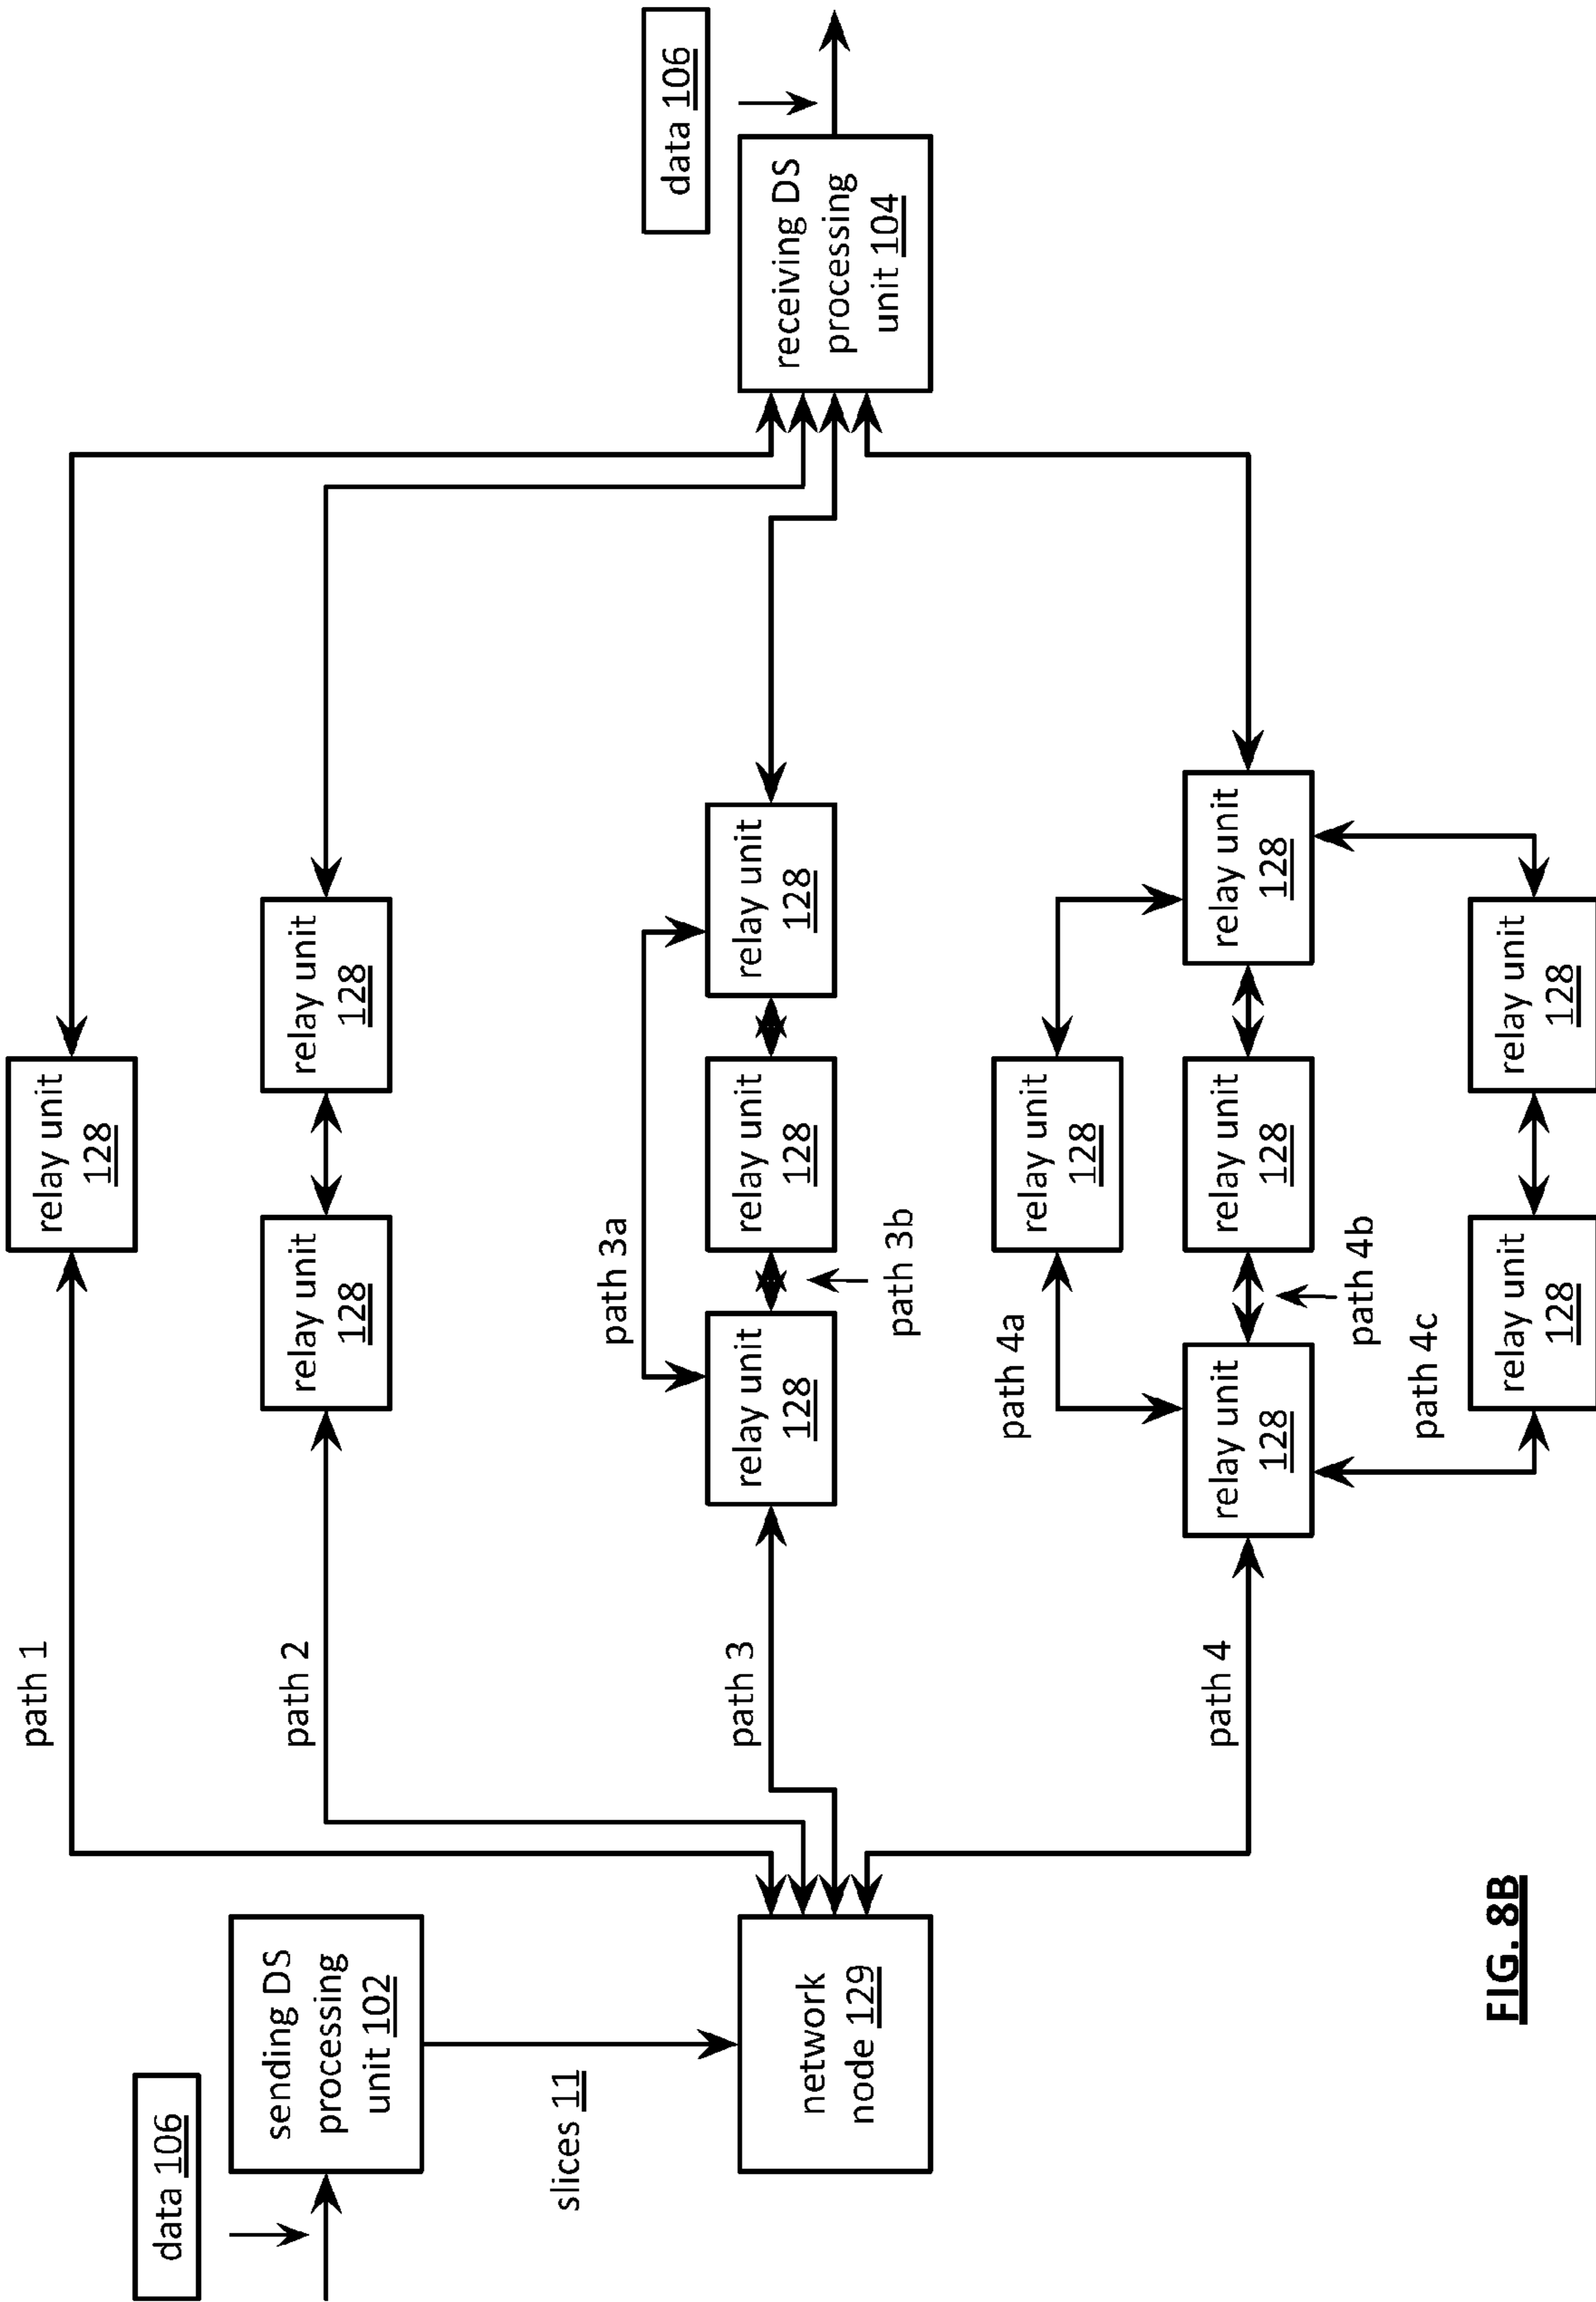 data 106
sending DS
processing
unit 102
slices 11
network
node 129
path 1
relay unit
128
path 2
relay unit
128
relay unit
128
path 3
path 3a
relay unit
128
relay unit
128
relay unit
128
path 3b
path 4
path 4a
relay unit
128
relay unit
128
relay unit
128
relay unit
128
path 4b
path 4c
relay unit
128
relay unit
128
data 106
receiving DS
processing
unit 104
FIG. 8B